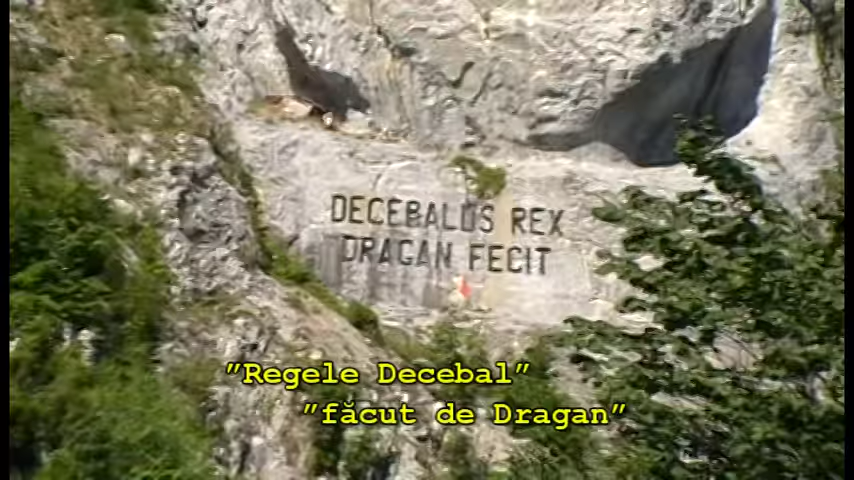 DECEBALUS REX
DRAGAN FECIT
"Regele Decebal"
"făcut de Dragan"